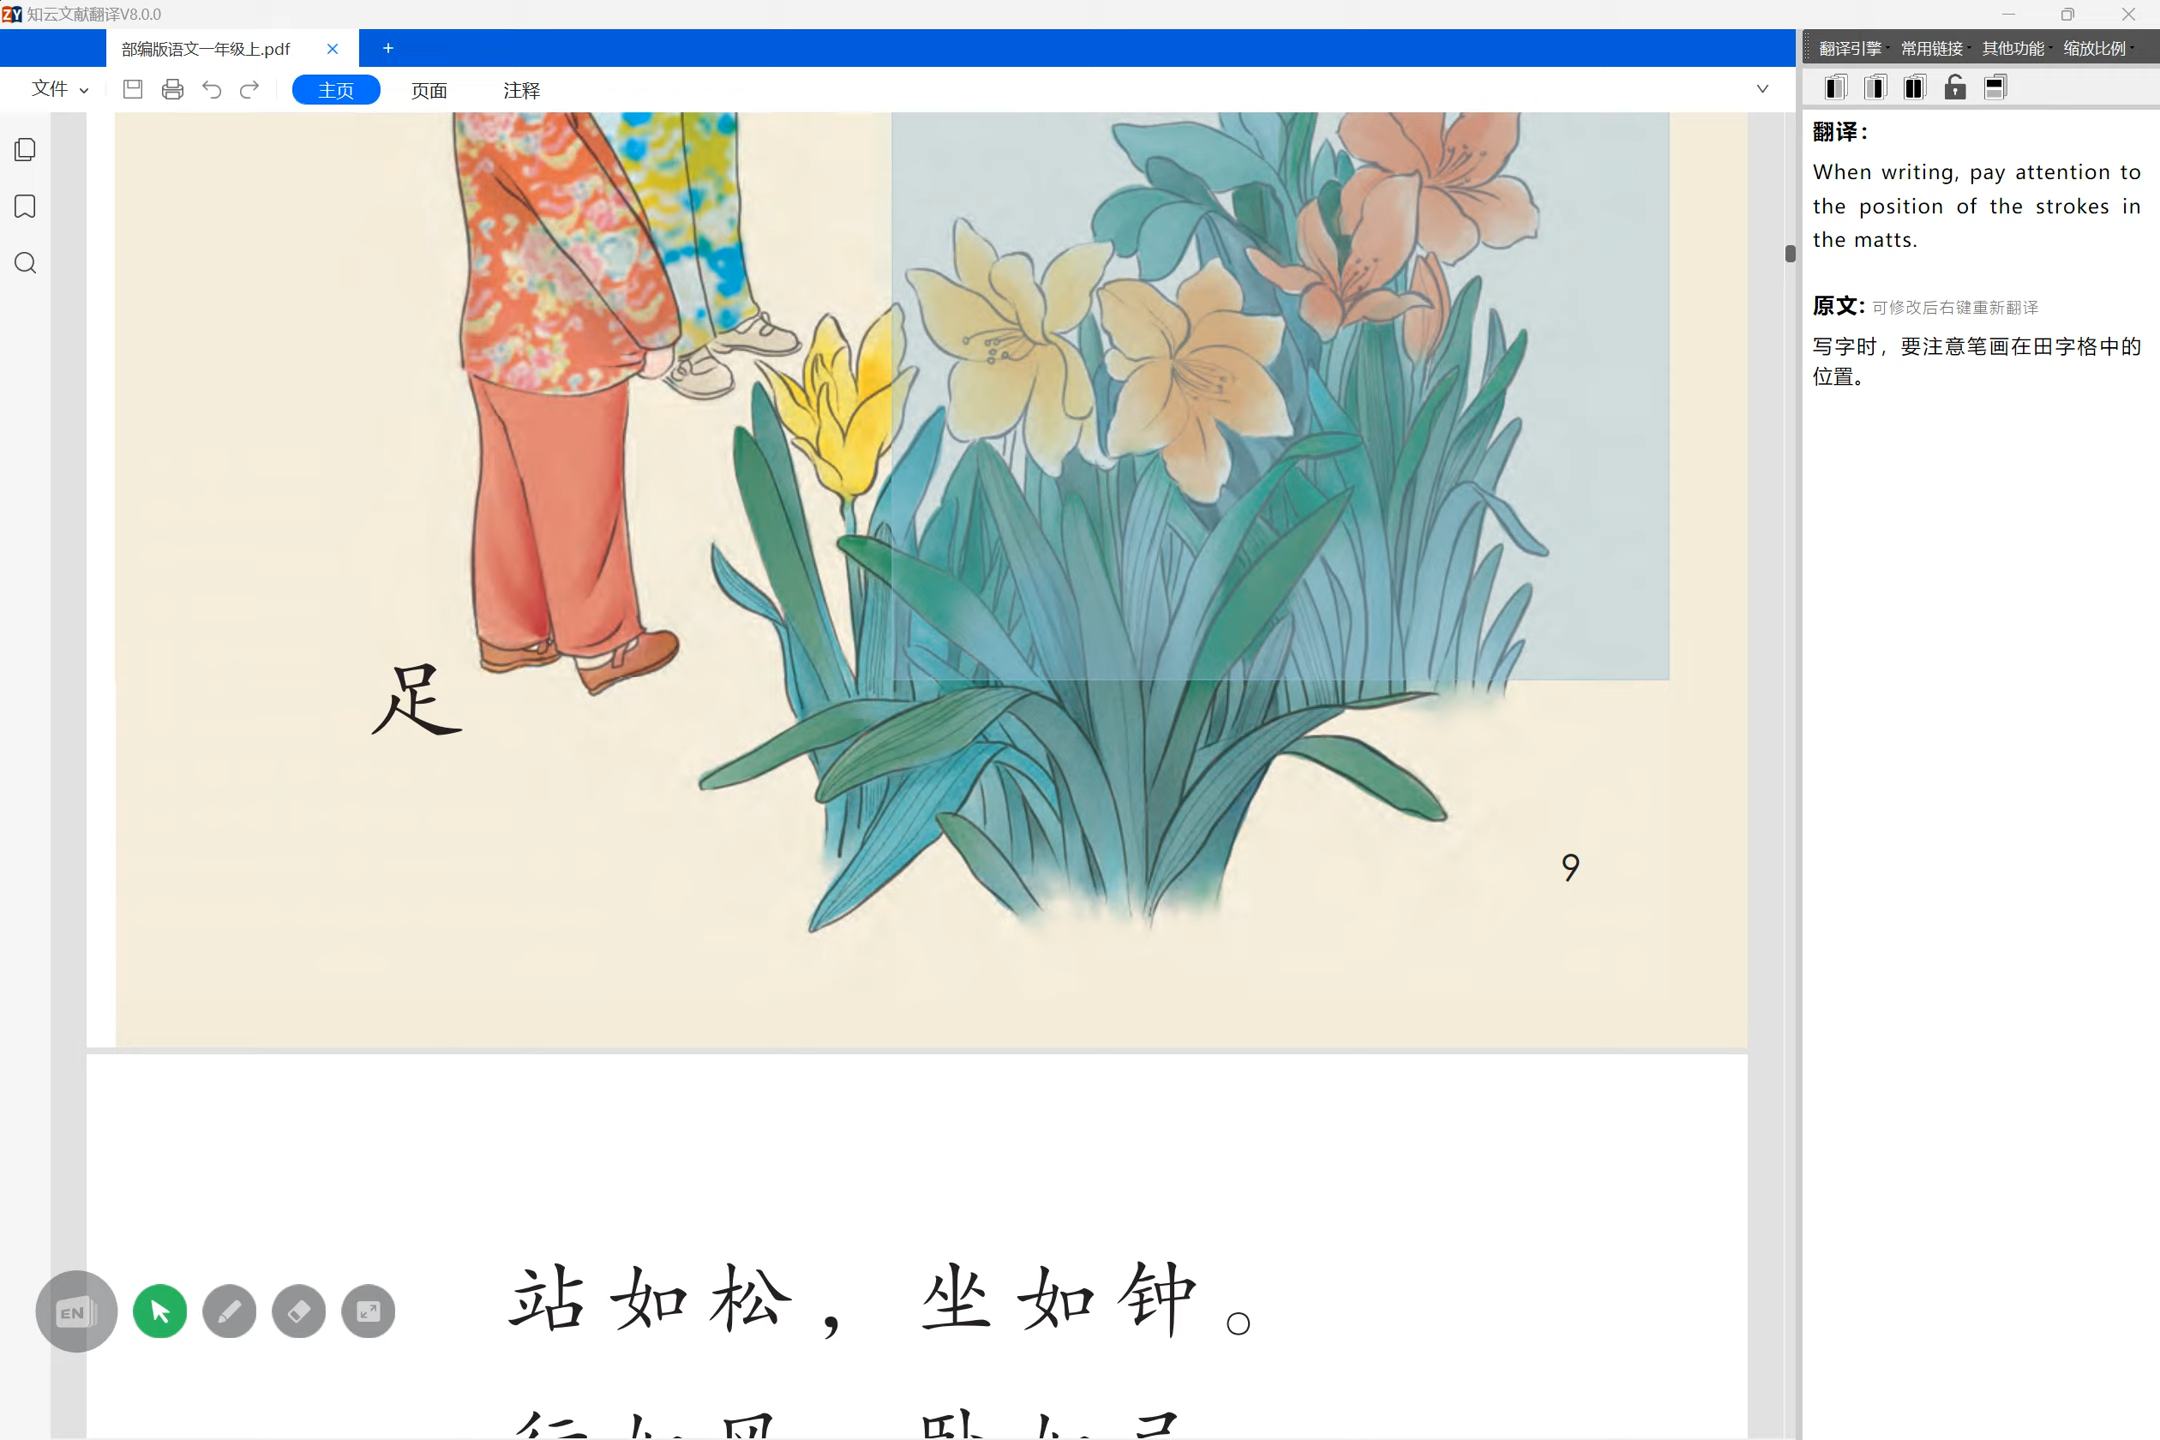 知云文献翻译V8.0.0
部编版语文一年级上.pdf
翻译引擎 常用链接 其他功能 缩放比例
文件 主页 页面 注释
翻译：
When writing, pay attention to
the position of the strokes in
the matts.
原文: 可修改后右键重新翻译
写字时，要注意笔画在田字格中的
位置。
足
9
EN
站如松，坐如钟。